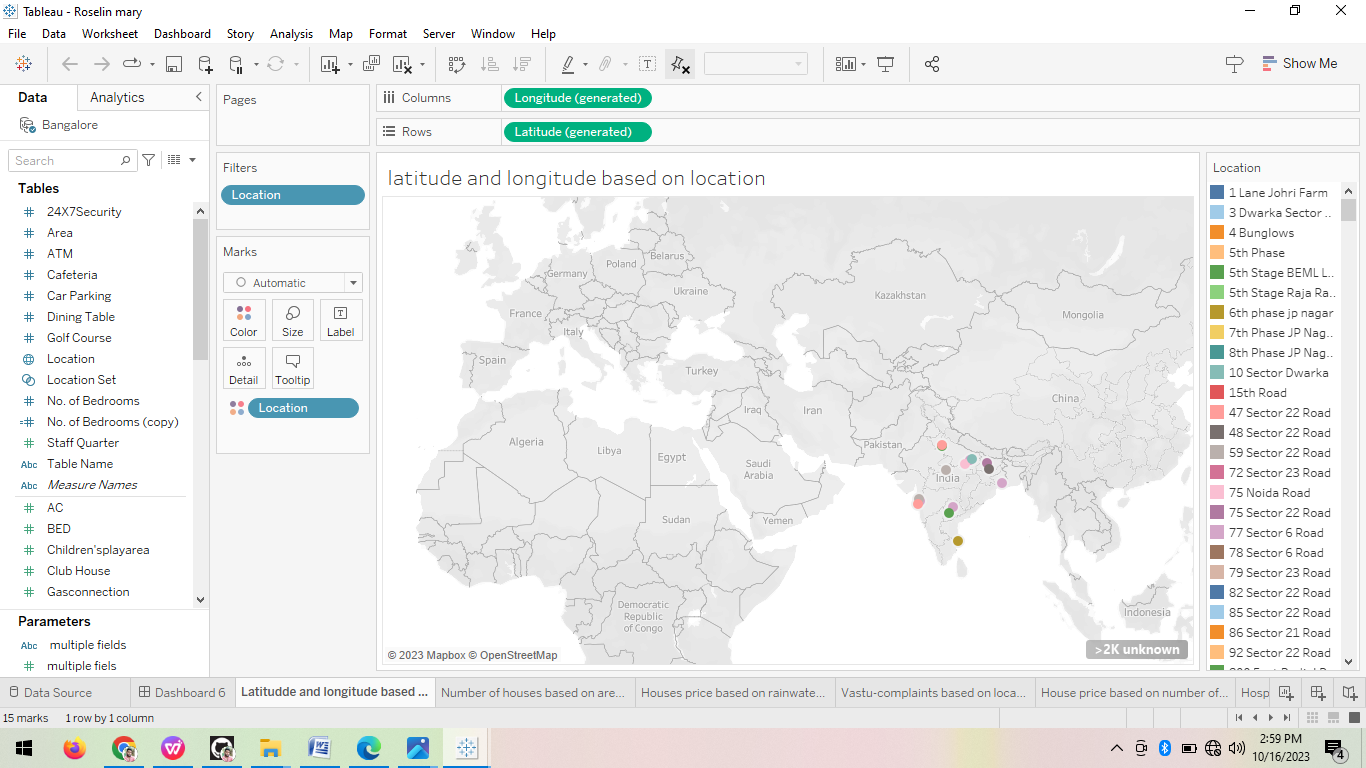 Tableau - Roselin mary
File Data Worksheet Dashboard Story Analysis Map Format Server Window Help
Show Me
Data Analytics
Bangalore
Search
Tables
24X7Security
Area
ATM
Cafeteria
Car Parking
Dining Table
Golf Course
Location
Location Set
No. of Bedrooms
No. of Bedrooms (copy)
Staff Quarter
Abc Table Name
Abc Measure Names
AC
BED
Children'splayarea
Club House
Gasconnection
Parameters
Abc multiple fields
multiple fiels
Pages
Filters
Location
Marks
Automatic
Color Size Label
Detail Tooltip
Location
Columns Longitude (generated)
Rows Latitude (generated)
latitude and longitude based on location
Belarus
Poland
Germany
Ukraine
Kazakhstan
France
Mongolia
Italy
Spain
Turkey
China
Iraq
Iran
Algeria
Pakistan
Libya
Egypt
Saudi
Arabia
India
Sudan
Yemen
Democratic
Republic
of Congo
Indonesia
© 2023 Mapbox © OpenStreetMap
>2K unknown
Location
1 Lane Johri Farm
3 Dwarka Sector ..
4 Bunglows
5th Phase
5th Stage BEML L..
5th Stage Raja Ra..
6th phase jp nagar
7th Phase JP Nag..
8th Phase JP Nag..
10 Sector Dwarka
15th Road
47 Sector 22 Road
48 Sector 22 Road
59 Sector 22 Road
72 Sector 23 Road
75 Noida Road
75 Sector 22 Road
77 Sector 6 Road
78 Sector 6 Road
79 Sector 23 Road
82 Sector 22 Road
85 Sector 22 Road
86 Sector 21 Road
92 Sector 22 Road
Data Source Dashboard 6 Latitudde and longitude based ... Number of houses based on are... Houses price based on rainwate... Vastu-complaints based on loca... House price based on number of... Hosp
15 marks 1 row by 1 column
2:59 PM
10/16/2023
4